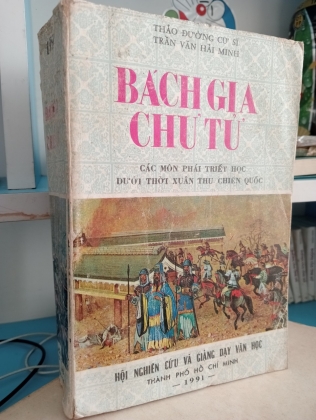 THẢO ĐƯỜNG CƯ SĨ
TRẦN VĂN HẢI MINH
BÁCH GIA
CHƯ TỬ
CÁC MÔN PHÁI TRIẾT HỌC
DƯỚI THỜI XUÂN THU CHIẾN QUỐC
HỘI NGHIÊN CỨU VÀ GIẢNG DẠY VĂN HỌC
THÀNH PHỐ HỒ CHÍ MINH
— 1991 —